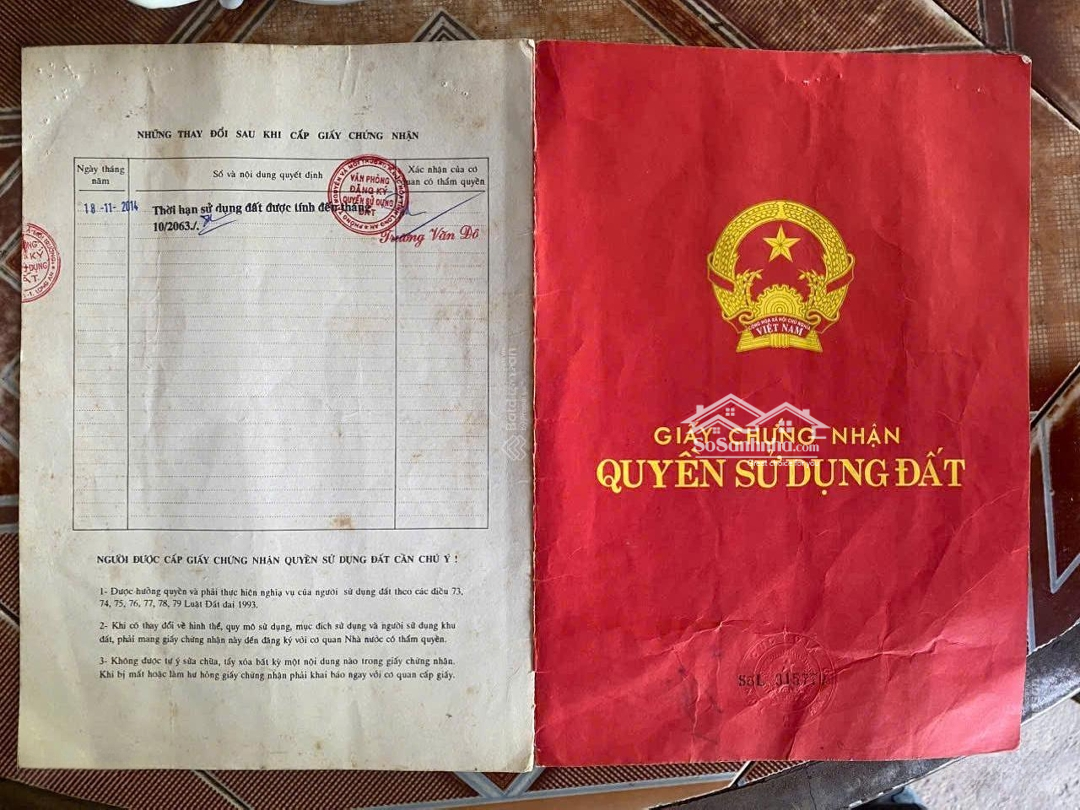 NHỮNG THAY ĐỔI SAU KHI CẤP GIẤY CHỨNG NHẬN
Ngày tháng năm
Số và nội dung quyết định
Xác nhận của cơ quan có thẩm quyền
18-11-2014
Thời hạn sử dụng đất được tính đến tháng
10/2063./.
VĂN PHÒNG
ĐĂNG KÝ
QUYỀN SỬ DỤNG
ĐẤT
Trương Văn Đô
NGƯỜI ĐƯỢC CẤP GIẤY CHỨNG NHẬN QUYỀN SỬ DỤNG ĐẤT CẦN CHÚ Ý !
1- Được hưởng quyền và phải thực hiện nghịa vụ của người sử dụng đất theo các điều 73,
74, 75, 76, 77, 78, 79 Luật Đất đai 1993.
2- Khi có thay đổi về hình thể, quy mô sử dụng, mục đích sử dụng và người sử dụng khu
đất, phải mang giấy chứng nhận này đến đăng ký với cơ quan Nhà nước có thẩm quyền.
3- Không được tự ý sửa chữa, tẩy xóa bất kỳ một nội dung nào trong giấy chứng nhận.
Khi bị mất hoặc làm hư hỏng giấy chứng nhận phải khai báo ngay với cơ quan cấp giấy.
CỘNG HÒA XÃ HỘI CHỦ NGHĨA
VIỆT NAM
GIẤY CHỨNG NHẬN
QUYỀN SỬ DỤNG ĐẤT
SoSanhnha.com
Batdongsan